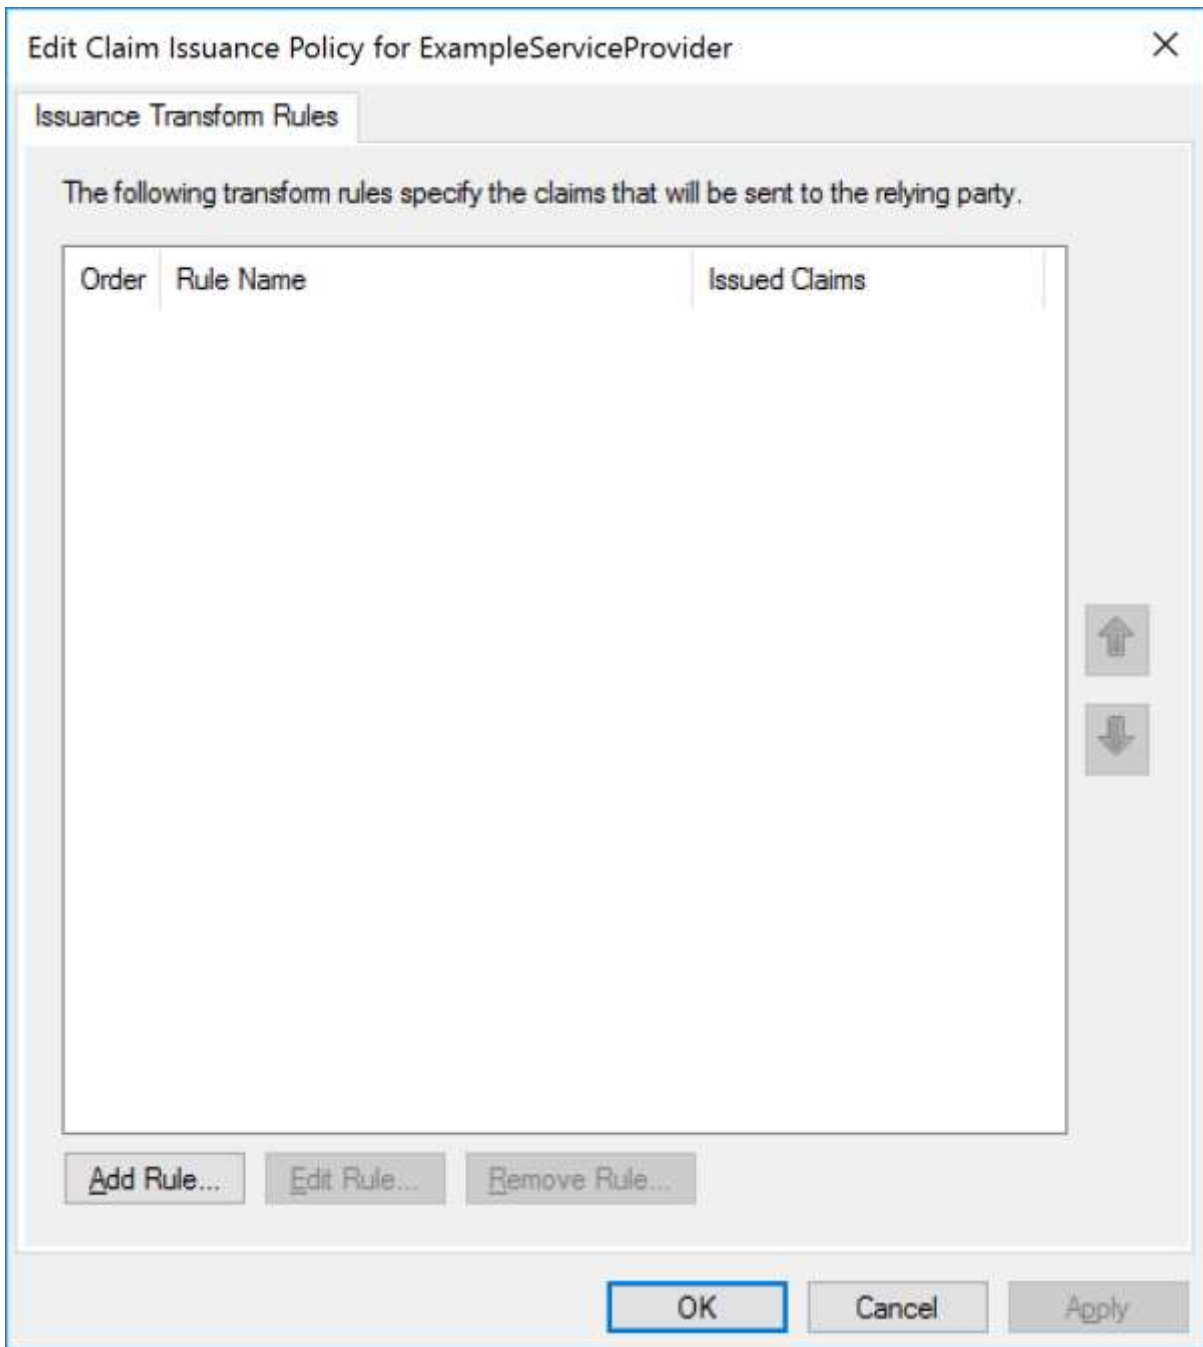 Edit Claim Issuance Policy for ExampleServiceProvider
Issuance Transform Rules
The following transform rules specify the claims that will be sent to the relying party.
Order Rule Name Issued Claims
Add Rule... Edit Rule... Remove Rule...
OK Cancel Apply